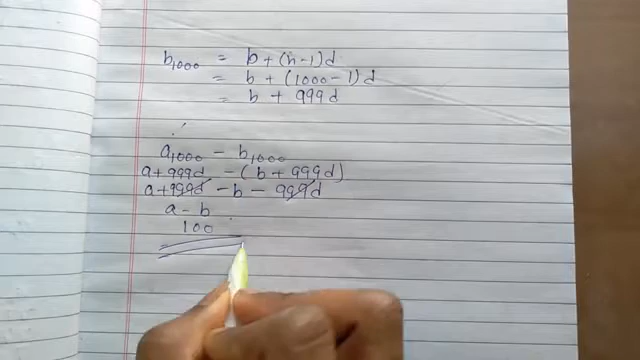 b1000 = b + (n-1)d
= b + (1000-1)d
= b + 999d
∴
a1000 - b1000
a + 999d - (b + 999d)
a + 999d - b - 999d
a - b
100